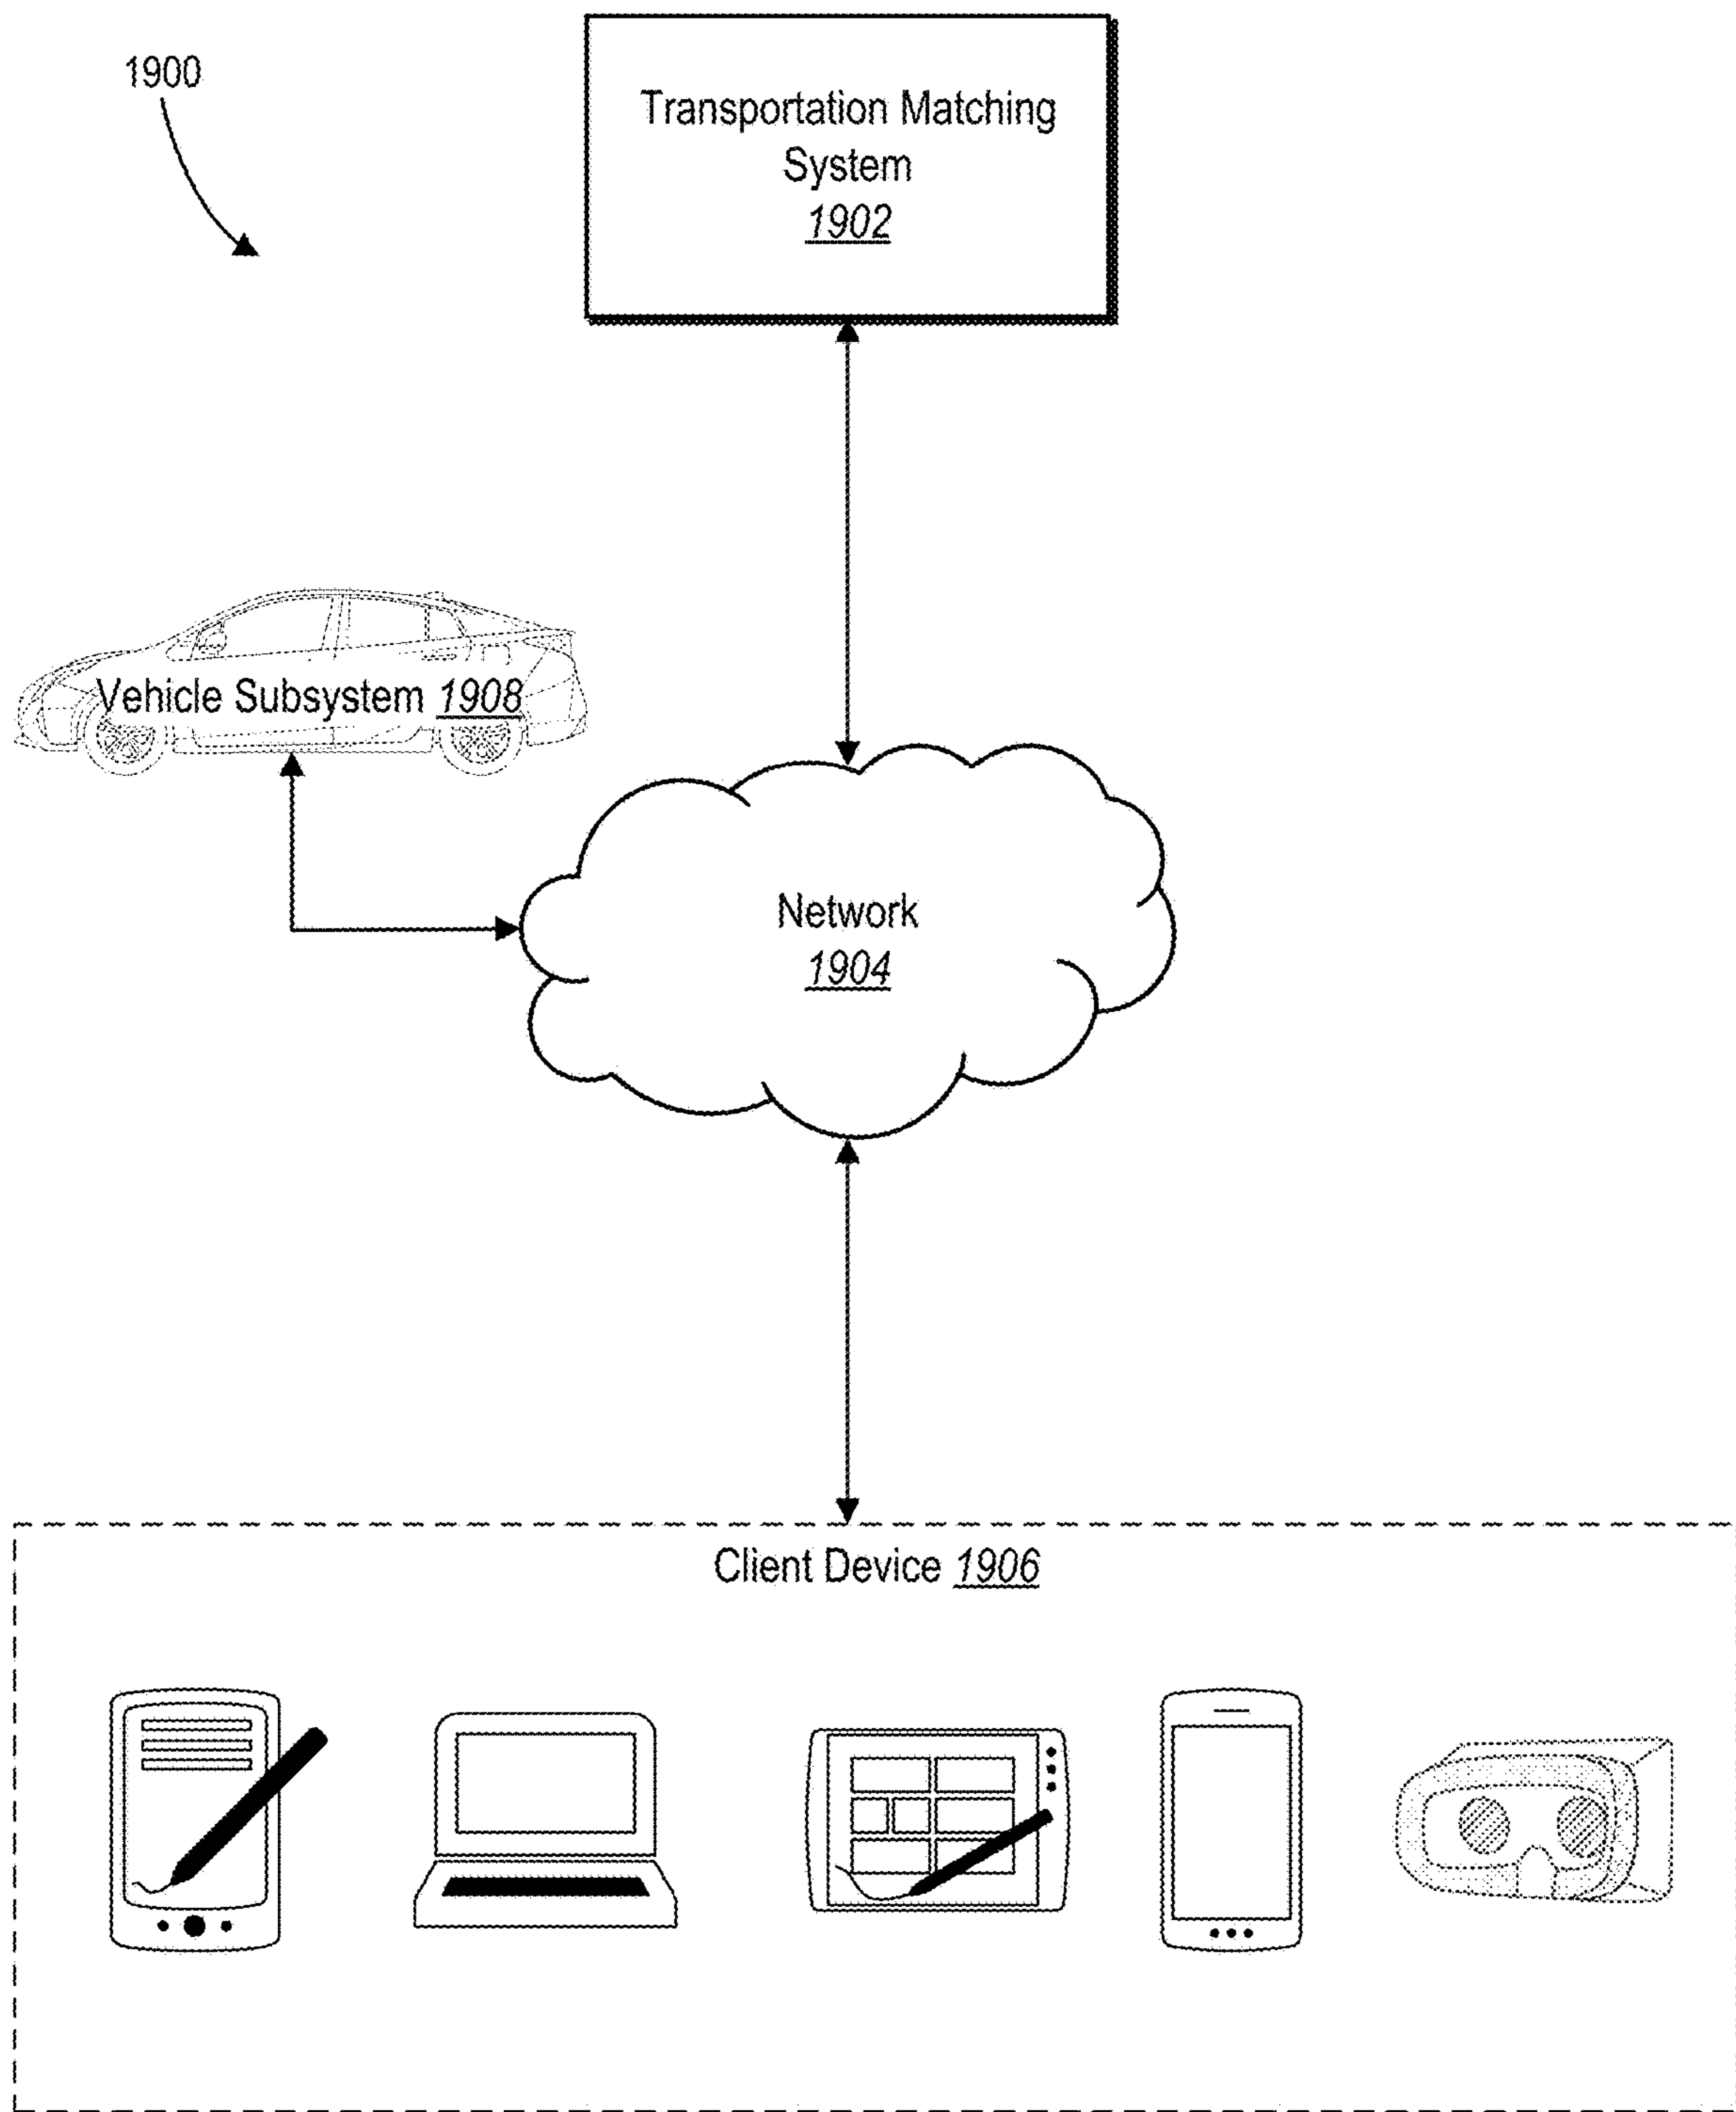 1900
Transportation Matching
System
1902
Vehicle Subsystem 1908
Network
1904
Client Device 1906